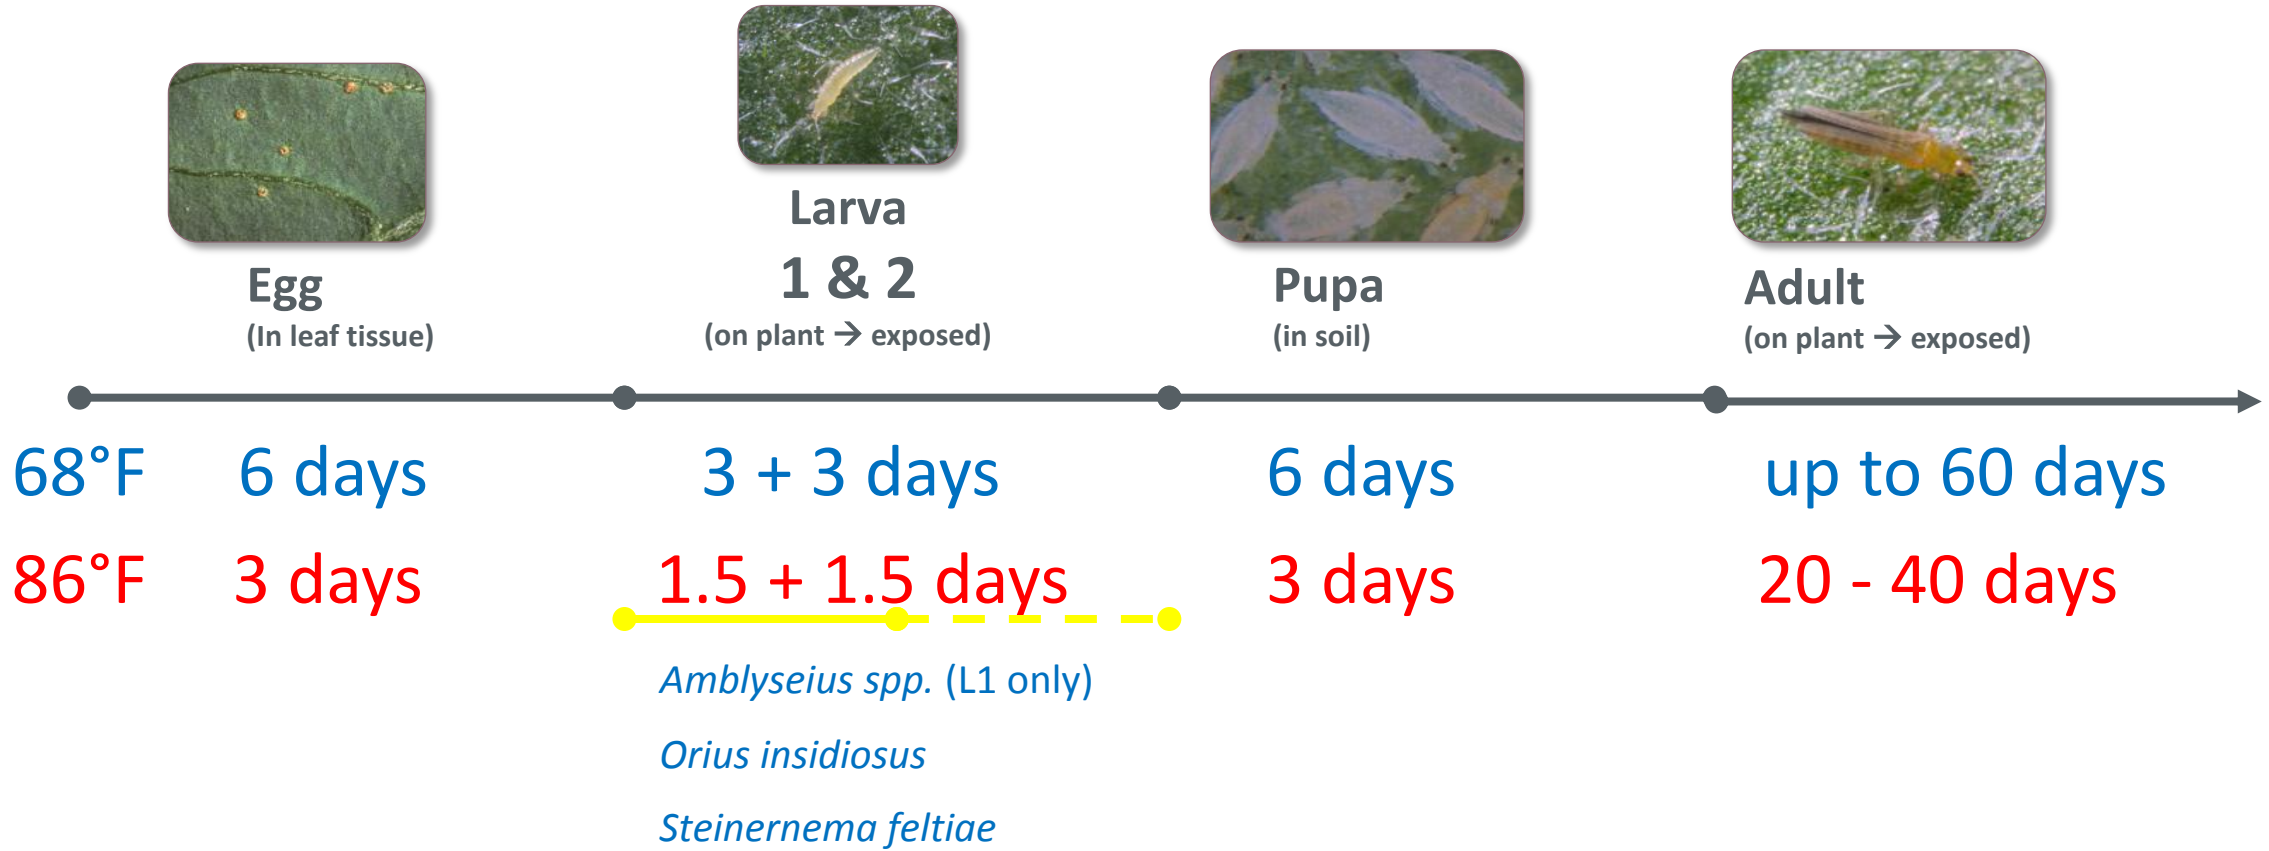 Egg
(In leaf tissue)
Larva
1 & 2
(on plant → exposed)
Pupa
(in soil)
Adult
(on plant → exposed)
68°F 6 days 3 + 3 days 6 days up to 60 days
86°F 3 days 1.5 + 1.5 days 3 days 20 - 40 days
Amblyseius spp. (L1 only)
Orius insidiosus
Steinernema feltiae